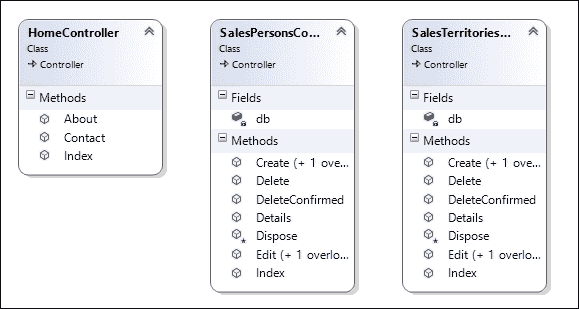 HomeController
Class
Controller
Methods
About
Contact
Index
SalesPersonsCo...
Class
Controller
Fields
db
Methods
Create (+ 1 ove...
Delete
DeleteConfirmed
Details
Dispose
Edit (+ 1 overlo...
Index
SalesTerritories...
Class
Controller
Fields
db
Methods
Create (+ 1 ove...
Delete
DeleteConfirmed
Details
Dispose
Edit (+ 1 overlo...
Index